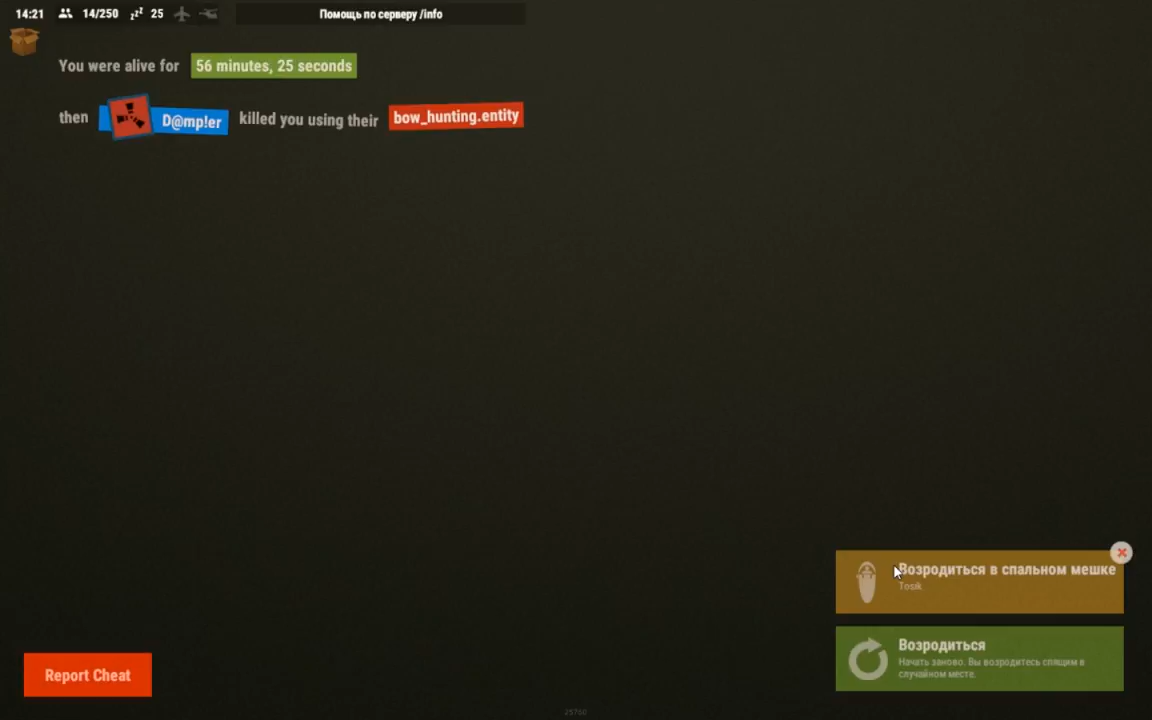 14:21 14/250 zzz 25 Помощь по серверу /info
You were alive for 56 minutes, 25 seconds
then D@mp!er killed you using their bow_hunting.entity
Возродиться в спальном мешке
Tosik
Возродиться
Начать заново. Вы возродитесь спящим в
случайном месте.
Report Cheat